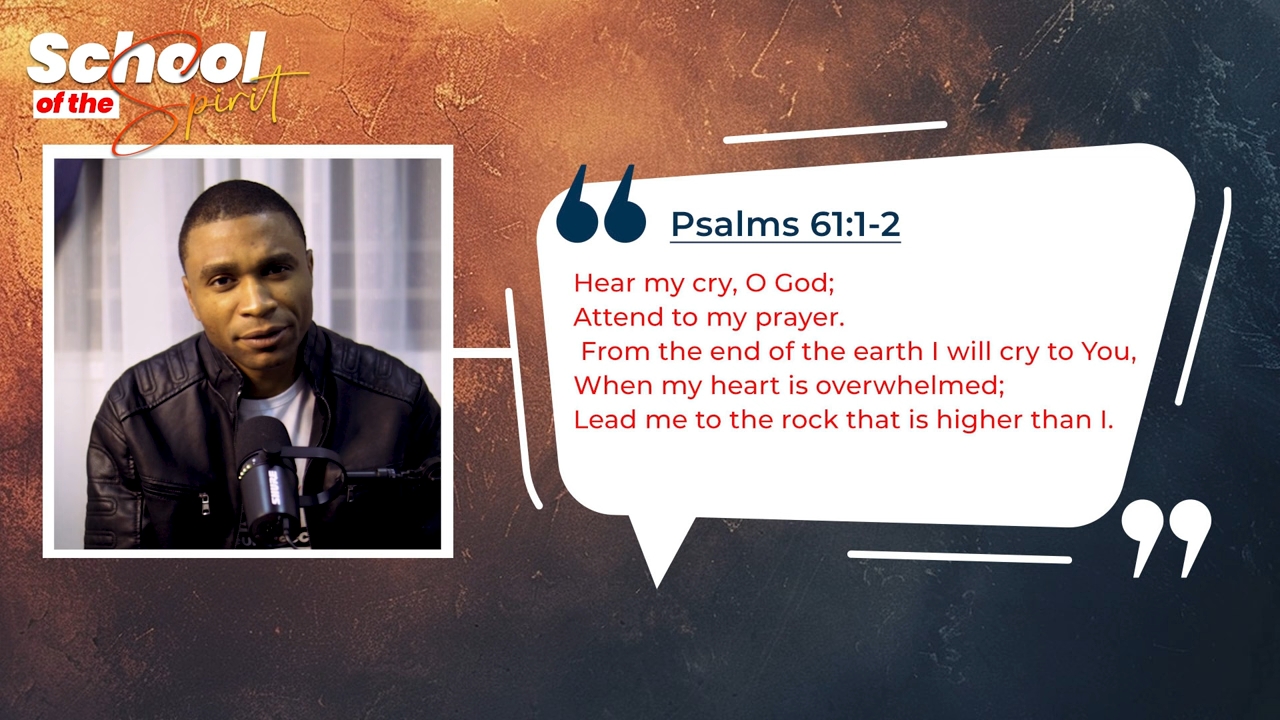 School
of the Spirit
Psalms 61:1-2
Hear my cry, O God;
Attend to my prayer.
From the end of the earth I will cry to You,
When my heart is overwhelmed;
Lead me to the rock that is higher than I.
SHURE